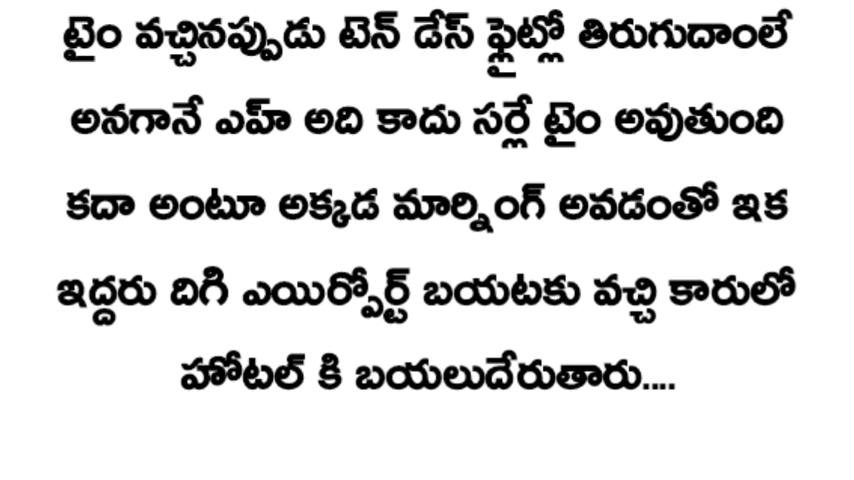 టైం వచ్చినప్పుడు టెన్ డేస్ ఫ్లైట్లో తిరుగుదాంలే
అనగానే ఎహ్ అది కాదు సర్లే టైం అవుతుంది
కదా అంటూ అక్కడ మార్నింగ్ అవడంతో ఇక
ఇద్దరు దిగి ఎయిర్పోర్ట్ బయటకు వచ్చి కారులో
హోటల్ కి బయలుదేరుతారు....